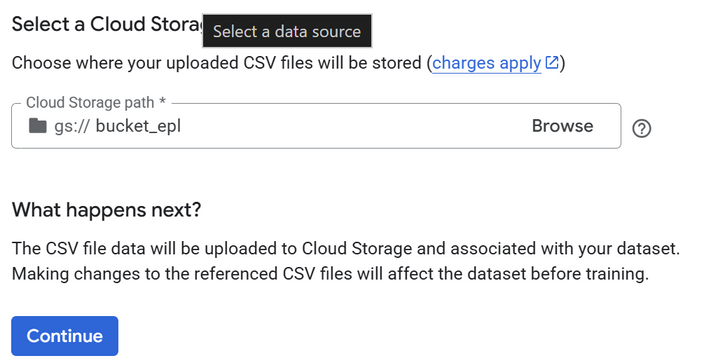 Select a Cloud Stora
Select a data source
Choose where your uploaded CSV files will be stored (charges apply)
Cloud Storage path *
gs:// bucket_epl
Browse
What happens next?
The CSV file data will be uploaded to Cloud Storage and associated with your dataset.
Making changes to the referenced CSV files will affect the dataset before training.
Continue